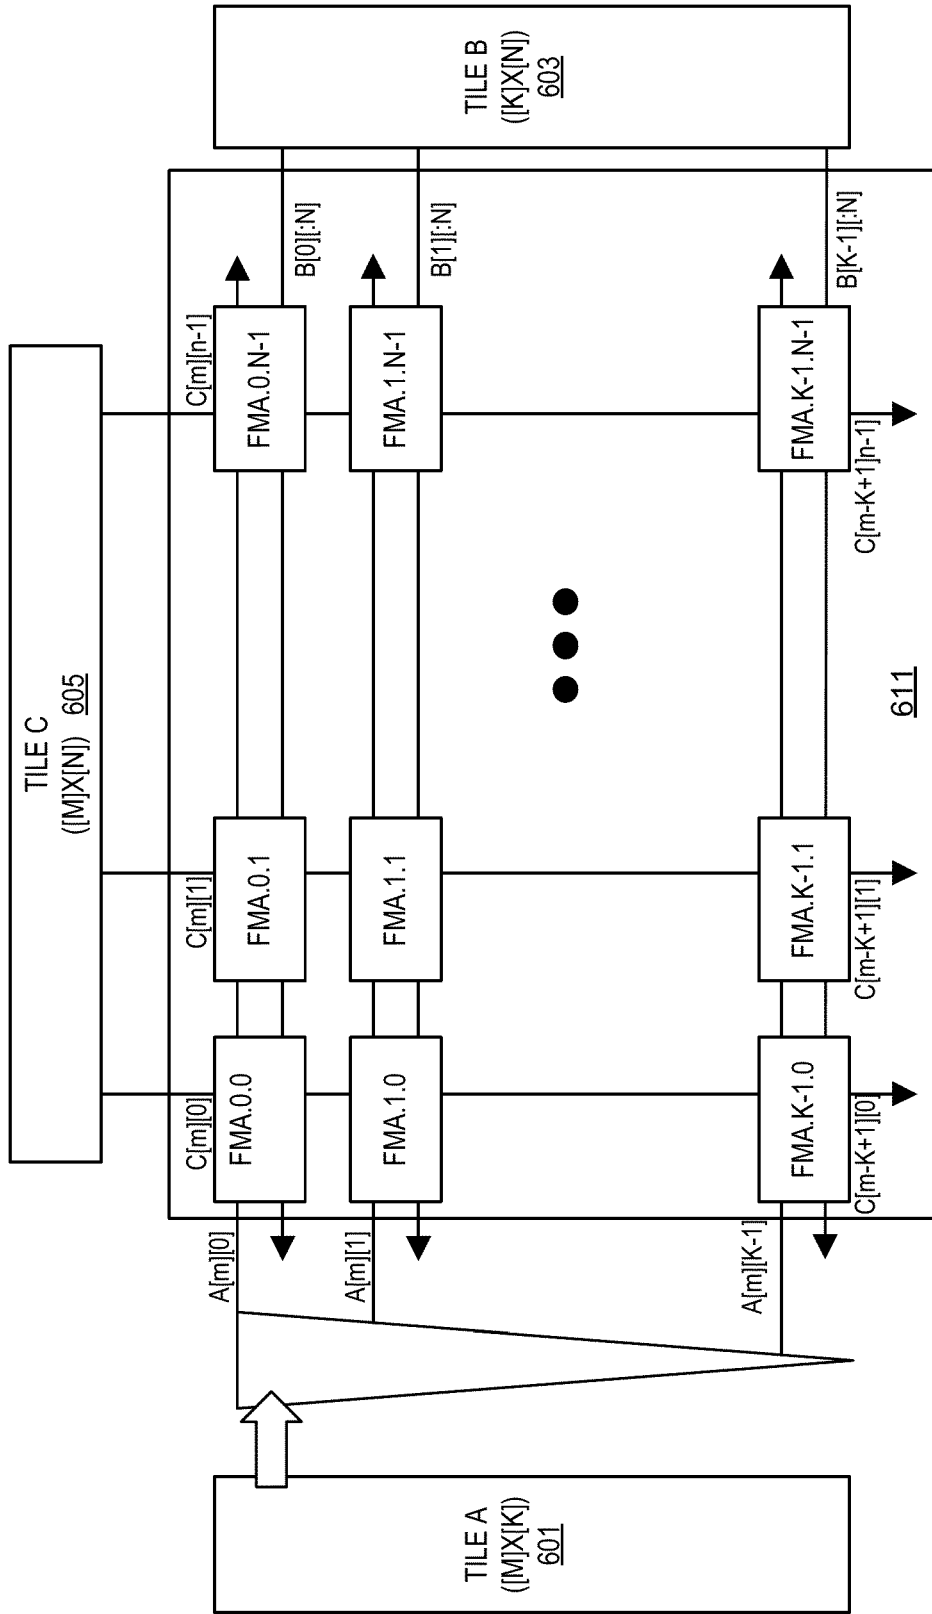 TILE C
([M]X[N]) 605
TILE A
([M]X[K])
601
TILE B
([K]X[N])
603
C[m][0]
C[m][1]
C[m][n-1]
A[m][0]
FMA.0.0
FMA.0.1
FMA.0.N-1
B[0][:N]
A[m][1]
FMA.1.0
FMA.1.1
FMA.1.N-1
B[1][:N]
A[m][K-1]
FMA.K-1.0
FMA.K-1.1
FMA.K-1.N-1
B[K-1][:N]
C[m-K+1][0]
C[m-K+1][1]
C[m-K+1]n-1]
611